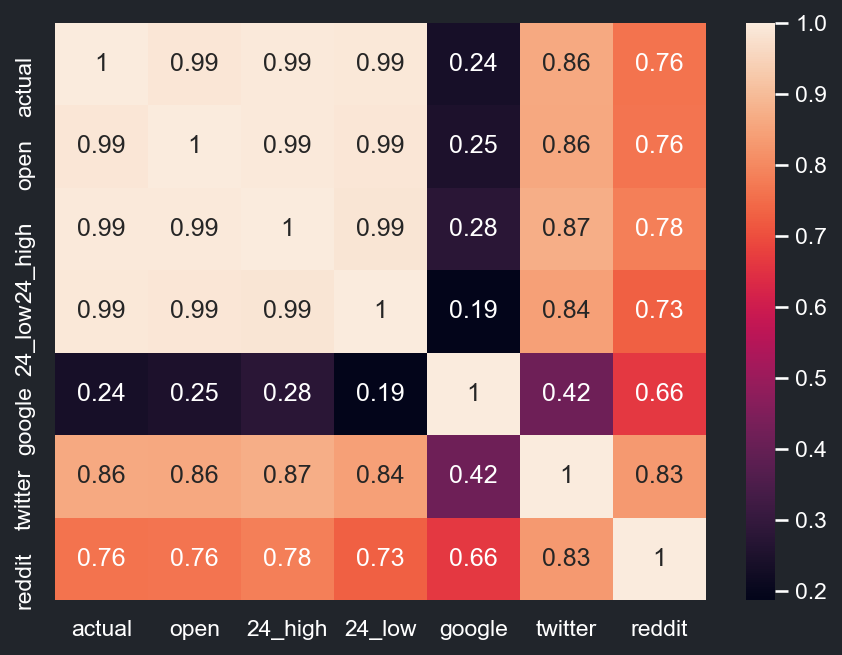 actual 1 0.99 0.99 0.99 0.24 0.86 0.76 1.0
open 0.99 1 0.99 0.99 0.25 0.86 0.76 0.9
24_high 0.99 0.99 1 0.99 0.28 0.87 0.78 0.8
24_low 0.99 0.99 0.99 1 0.19 0.84 0.73 0.7
google 0.24 0.25 0.28 0.19 1 0.42 0.66 0.6
twitter 0.86 0.86 0.87 0.84 0.42 1 0.83 0.5
reddit 0.76 0.76 0.78 0.73 0.66 0.83 1 0.4
0.3
0.2
actual open 24_high 24_low google twitter reddit